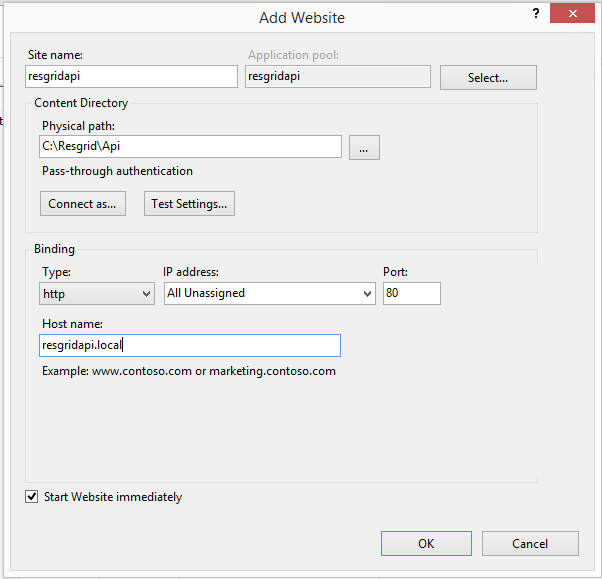 Add Website
?
Site name:
Application pool:
resgridapi
resgridapi
Select...
Content Directory
Physical path:
C:\Resgrid\Api
...
Pass-through authentication
Connect as...
Test Settings...
Binding
Type:
IP address:
Port:
http
All Unassigned
80
Host name:
resgridapi.local
Example: www.contoso.com or marketing.contoso.com
Start Website immediately
OK
Cancel